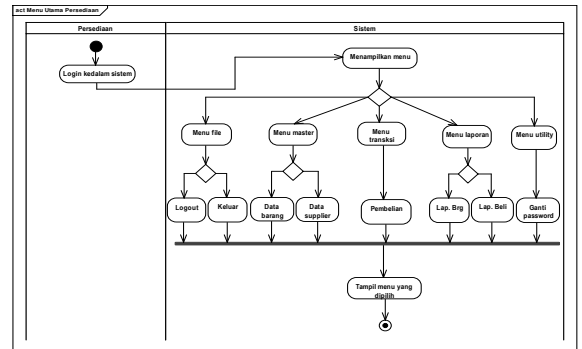 act Menu Utama Persediaan
Persediaan
Sistem
Login kedalam sistem
Menampilkan menu
Menu file
Menu master
Menu
transksi
Menu laporan
Menu utility
Logout
Keluar
Data
barang
Data
supplier
Pembelian
Lap. Brg
Lap. Beli
Ganti
password
Tampil menu yang
dipilih